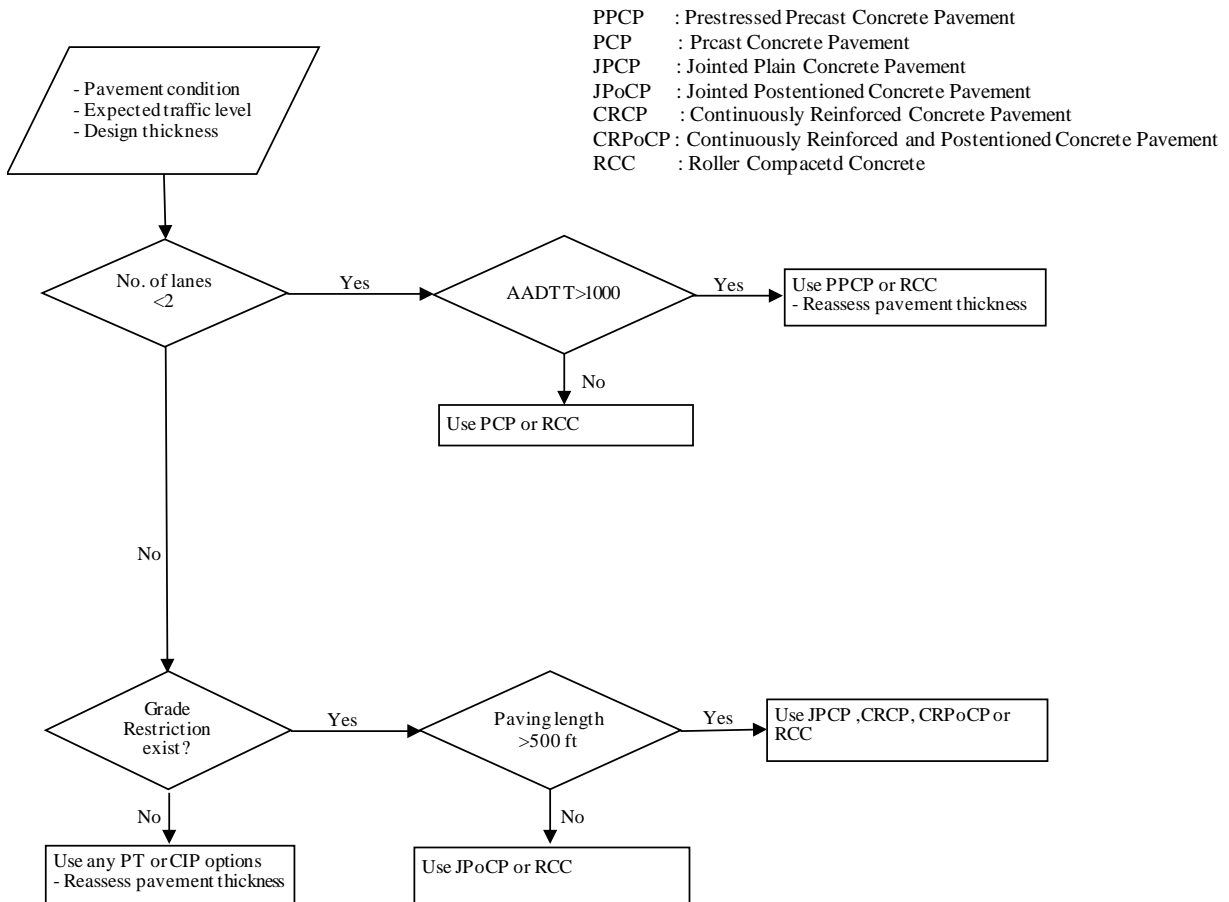 PPCP : Prestressed Precast Concrete Pavement
PCP : Prcast Concrete Pavement
JPCP : Jointed Plain Concrete Pavement
JPoCP : Jointed Postentioned Concrete Pavement
CRCP : Continuously Reinforced Concrete Pavement
CRPoCP : Continuously Reinforced and Postentioned Concrete Pavement
RCC : Roller Compacetd Concrete
- Pavement condition
- Expected traffic level
- Design thickness
No. of lanes
<2
Yes
AADTT>1000
Yes
Use PPCP or RCC
- Reassess pavement thickness
No
Use PCP or RCC
No
Grade
Restriction
exist?
Yes
Paving length
>500 ft
Yes
Use JPCP ,CRCP, CRPoCP or
RCC
No
Use any PT or CIP options
- Reassess pavement thickness
No
Use JPoCP or RCC